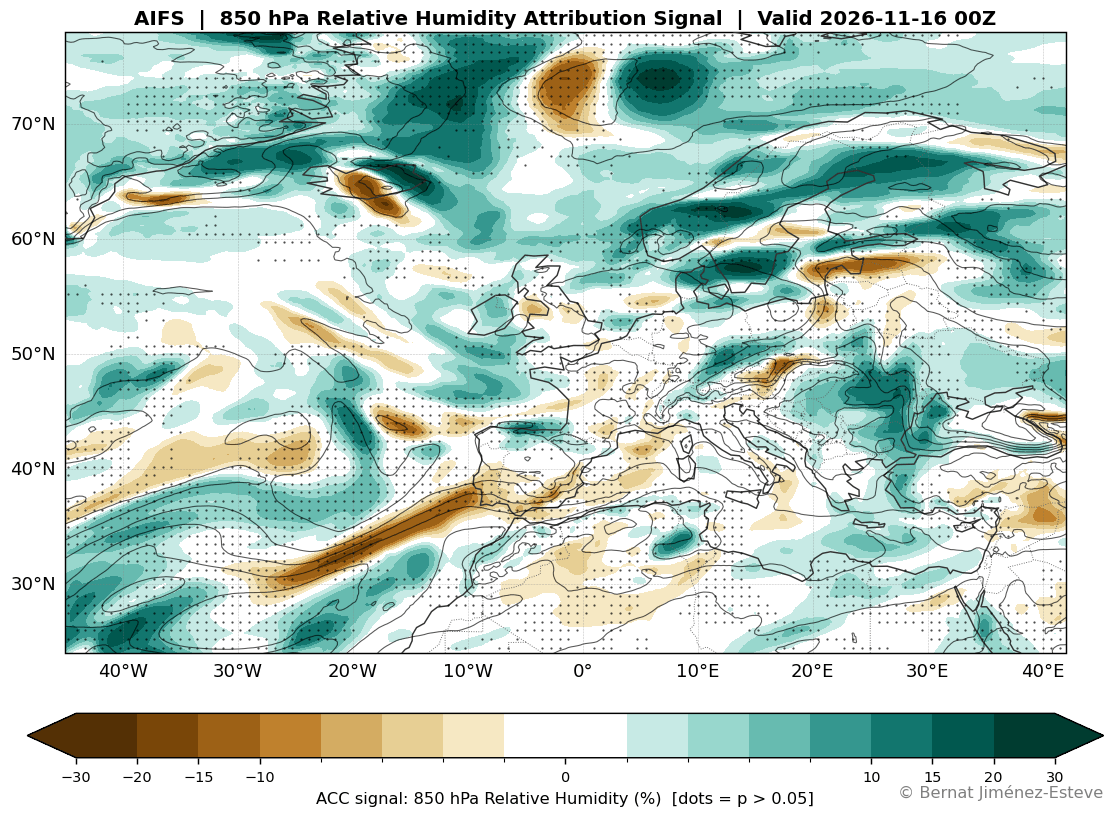 AIFS | 850 hPa Relative Humidity Attribution Signal | Valid 2026-11-16 00Z
70°N
60°N
50°N
40°N
30°N
40°W 30°W 20°W 10°W 0° 10°E 20°E 30°E 40°E
−30 −20 −15 −10 0 10 15 20 30
ACC signal: 850 hPa Relative Humidity (%) [dots = p > 0.05]
© Bernat Jiménez-Esteve